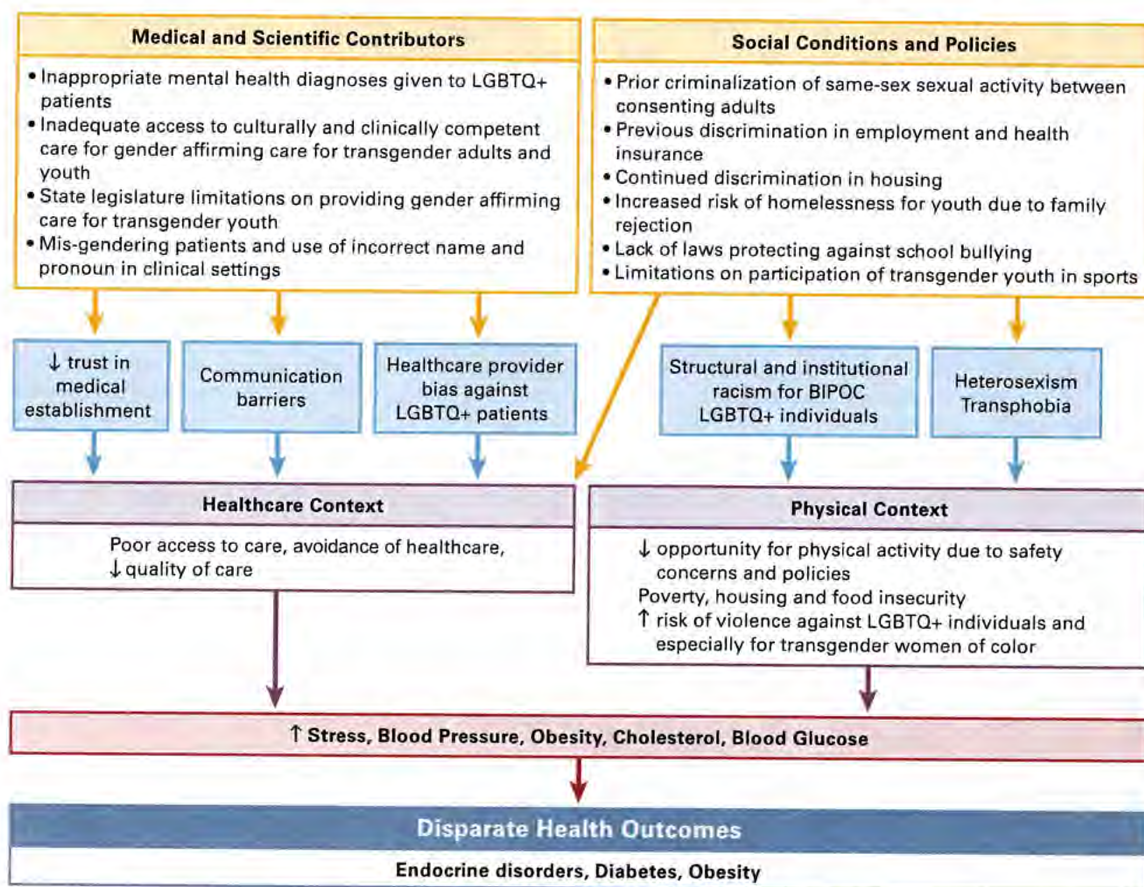 Medical and Scientific Contributors
• Inappropriate mental health diagnoses given to LGBTQ+
patients
• Inadequate access to culturally and clinically competent
care for gender affirming care for transgender adults and
youth
• State legislature limitations on providing gender affirming
care for transgender youth
• Mis-gendering patients and use of incorrect name and
pronoun in clinical settings
Social Conditions and Policies
• Prior criminalization of same-sex sexual activity between
consenting adults
• Previous discrimination in employment and health
insurance
• Continued discrimination in housing
• Increased risk of homelessness for youth due to family
rejection
• Lack of laws protecting against school bullying
• Limitations on participation of transgender youth in sports
↓ trust in
medical
establishment
Communication
barriers
Healthcare provider
bias against
LGBTQ+ patients
Structural and institutional
racism for BIPOC
LGBTQ+ individuals
Heterosexism
Transphobia
Healthcare Context
Poor access to care, avoidance of healthcare,
↓ quality of care
Physical Context
↓ opportunity for physical activity due to safety
concerns and policies
Poverty, housing and food insecurity
↑ risk of violence against LGBTQ+ individuals and
especially for transgender women of color
↑ Stress, Blood Pressure, Obesity, Cholesterol, Blood Glucose
Disparate Health Outcomes
Endocrine disorders, Diabetes, Obesity